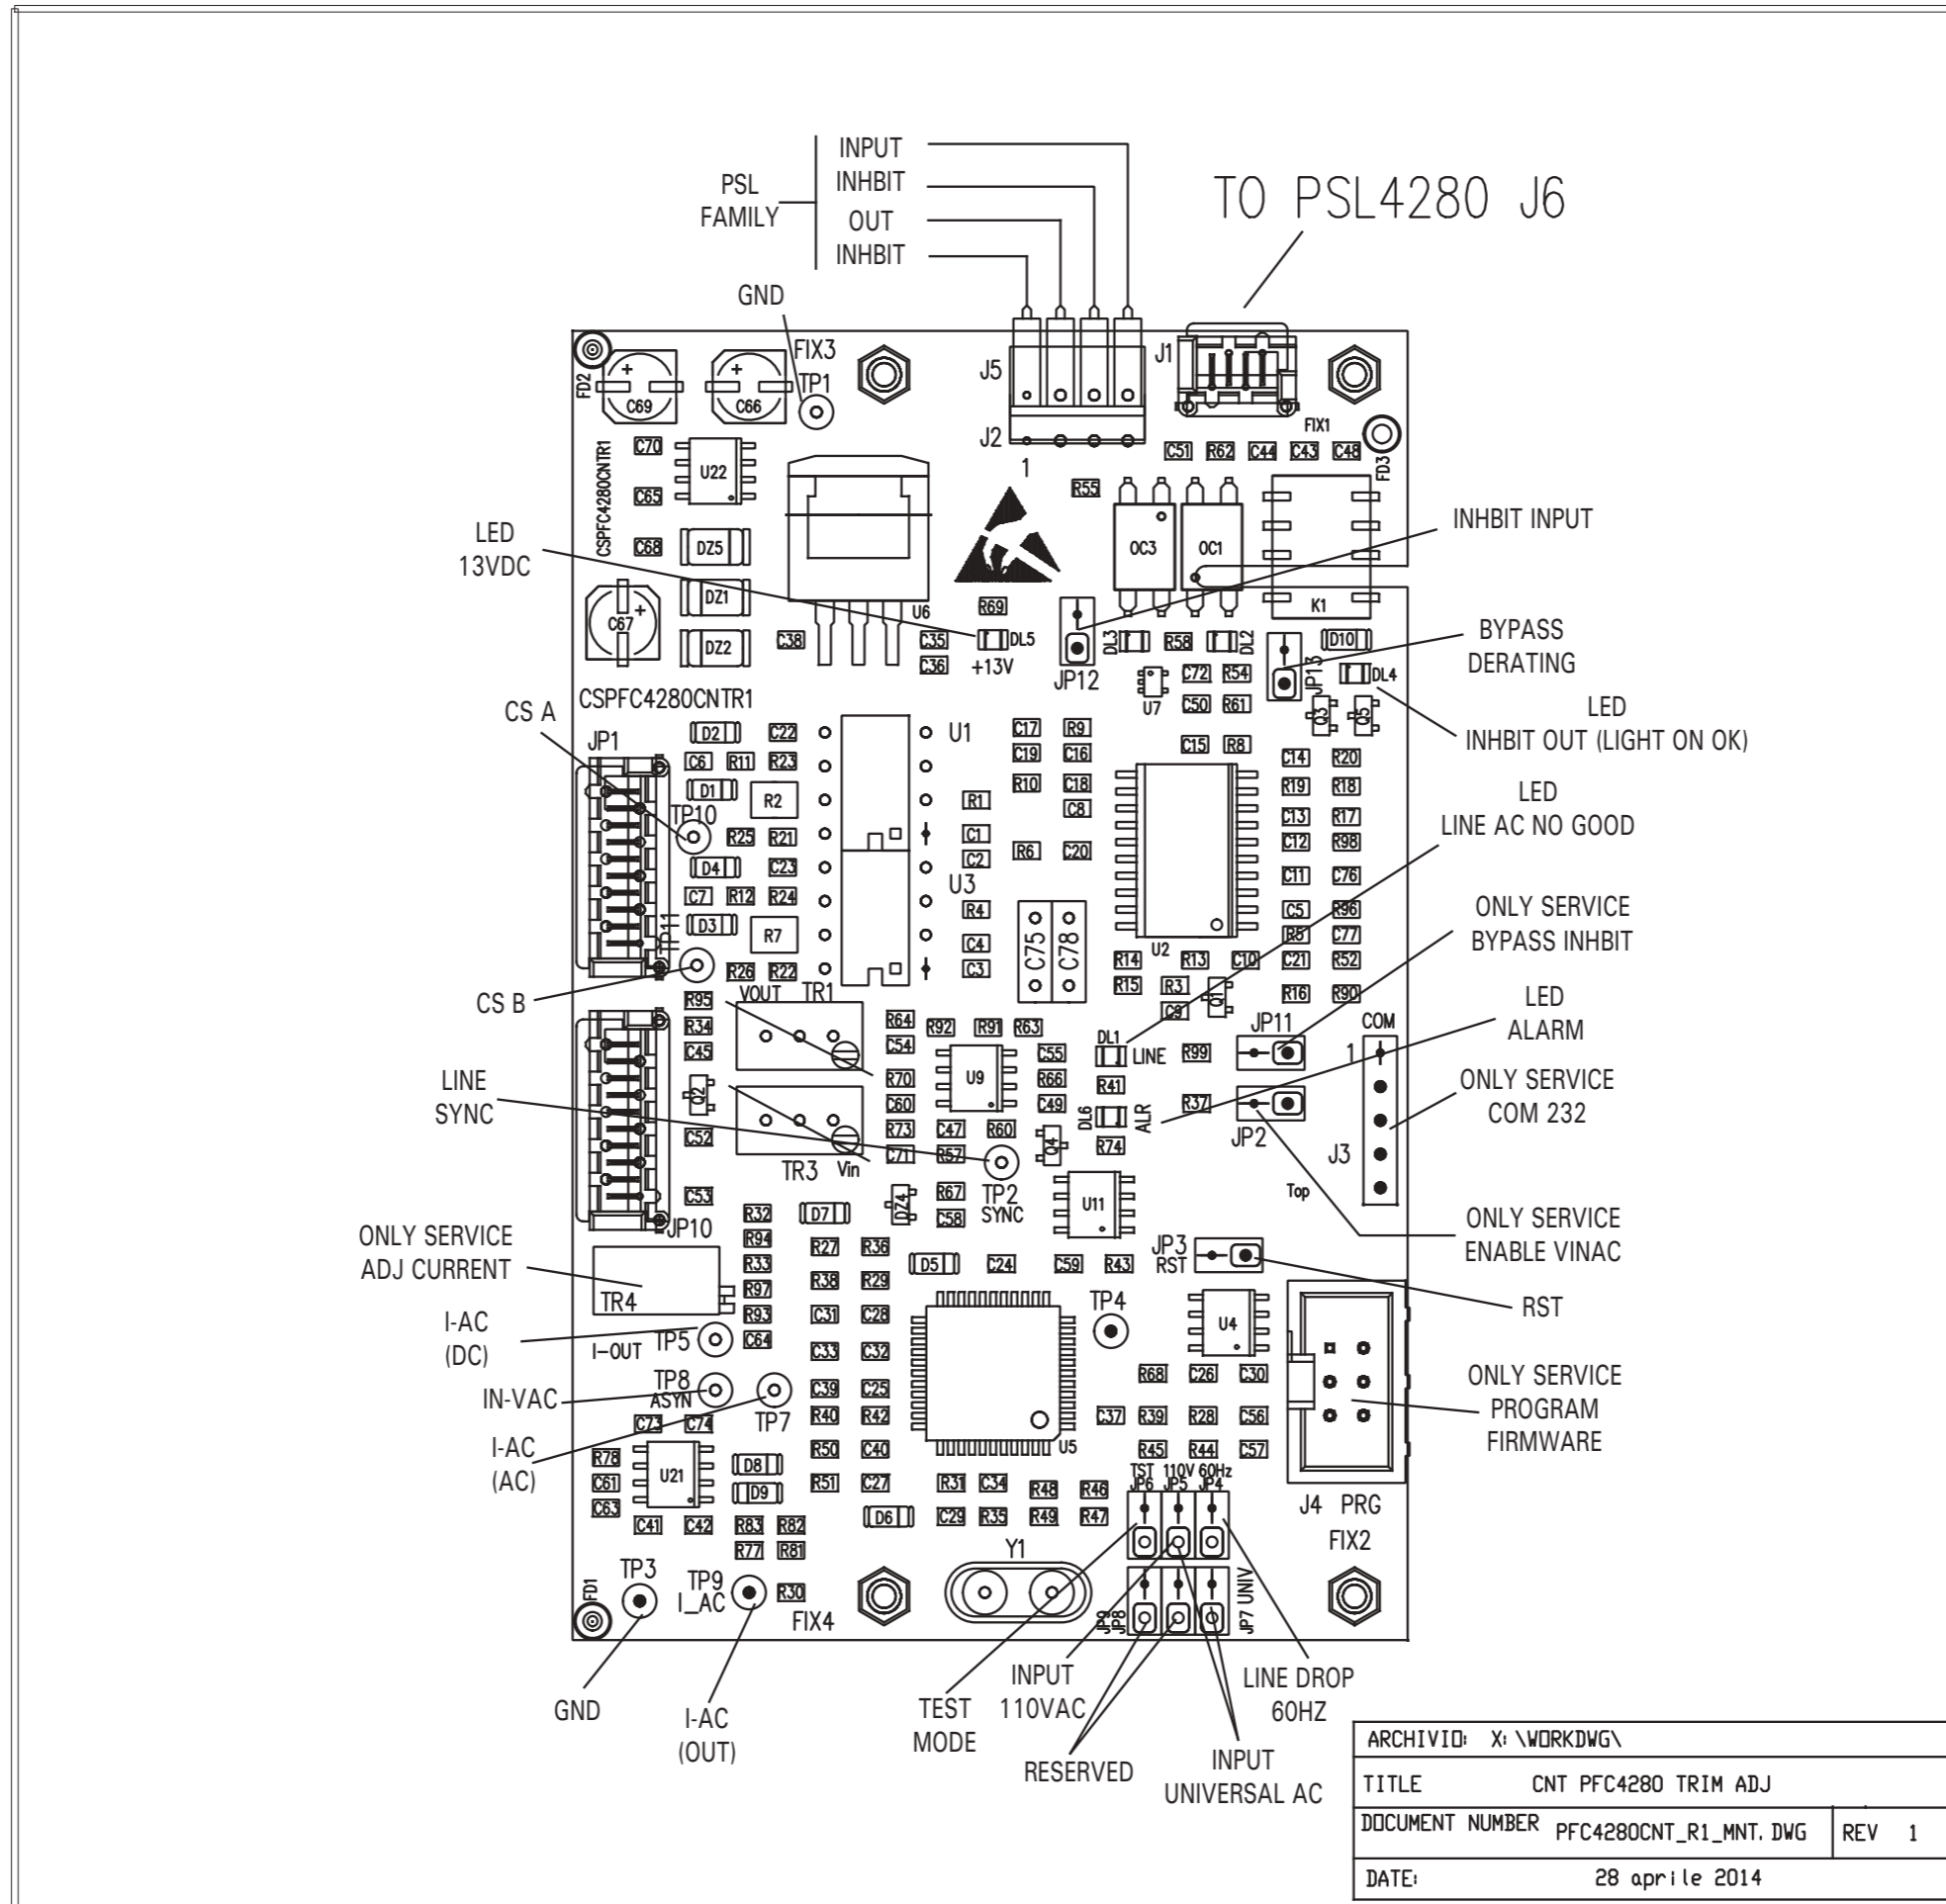 INPUT
INHBIT
OUT
INHBIT
PSL
FAMILY
TO PSL4280 J6
GND
FIX3
TP1
FD2
C69
C66
J5
J2
1
J1
FIX1
FD3
C51
R62
C44
C43
C48
C70
U22
C65
CSPFC4280CNTR1
C68
DZ5
DZ1
DZ2
C67
U6
R55
OC3
OC1
K1
INHBIT INPUT
LED
13VDC
R69
C38
C35
C36
DL5
+13V
JP12
DL3
R58
DL2
JP13
D10
DL4
BYPASS
DERATING
U7
C72
R54
C50
R61
Q3
Q5
LED
INHBIT OUT (LIGHT ON OK)
CSPFC4280CNTR1
CS A
JP1
D2
C22
U1
C17
R9
C19
C16
C15
R8
C14
R20
C6
R11
R23
R10
C18
R19
R18
D1
R2
R1
C8
LED
LINE AC NO GOOD
TP10
R25
R21
C1
C13
R17
C12
R98
D4
C23
C2
R6
C20
C11
C76
C7
R12
R24
U3
R4
C5
R96
D3
R7
C4
C75
C78
U2
R5
C77
ONLY SERVICE
BYPASS INHBIT
TP11
R26
R22
C3
R14
R13
C10
C21
R52
CS B
R15
R3
C9
Q1
R16
R90
LED
ALARM
R95
VOUT
TR1
R64
R92
R91
R63
R34
C54
C45
U9
C55
DL1
LINE
R99
JP11
COM
1
R70
R66
R41
Q2
C60
C49
DL6
ALR
R37
JP2
ONLY SERVICE
COM 232
LINE
SYNC
R73
C47
R60
C52
TR3
Vin
C71
R57
Q4
R74
J3
TP2
SYNC
U11
Top
C53
DZ4
R67
C58
JP10
R32
D7
R94
R27
R36
D5
C24
C59
R43
JP3
RST
ONLY SERVICE
ENABLE VINAC
ONLY SERVICE
ADJ CURRENT
TR4
R33
R38
R29
R97
R93
C31
C28
TP4
U4
RST
I-AC
(DC)
I-OUT
TP5
C64
C33
C32
IN-VAC
TP8
ASYN
TP7
C39
C25
R68
C26
C30
ONLY SERVICE
PROGRAM
FIRMWARE
C73
C74
R40
R42
C37
R39
R28
C56
I-AC
(AC)
R78
U21
D8
R50
C40
U5
R45
R44
C57
C61
D9
R51
C27
R31
C34
R48
R46
TST
110V
60Hz
JP6
JP5
JP4
J4 PRG
FIX2
C63
C41
C42
R83
R82
D6
C29
R35
R49
R47
R77
R81
Y1
FD1
TP3
TP9
I_AC
R30
FIX4
JP9
JP8
JP7
UNIV
GND
I-AC
(OUT)
TEST
MODE
INPUT
110VAC
RESERVED
LINE DROP
60HZ
INPUT
UNIVERSAL AC
ARCHIVIO: X:\WORKDWG\
TITLE CNT PFC4280 TRIM ADJ
DOCUMENT NUMBER PFC4280CNT_R1_MNT.DWG REV 1
DATE: 28 aprile 2014